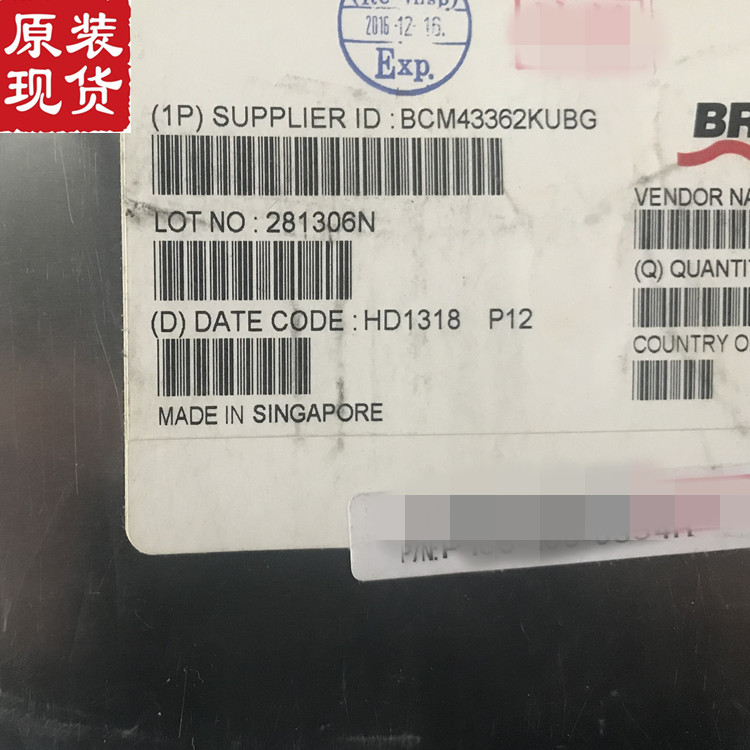 原装
现货
2016-12-16.
Exp.
(1P) SUPPLIER ID : BCM43362KUBG
BR
LOT NO : 281306N
VENDOR NA
(Q) QUANTIT
(D) DATE CODE : HD1318 P12
COUNTRY O
MADE IN SINGAPORE
P/N: